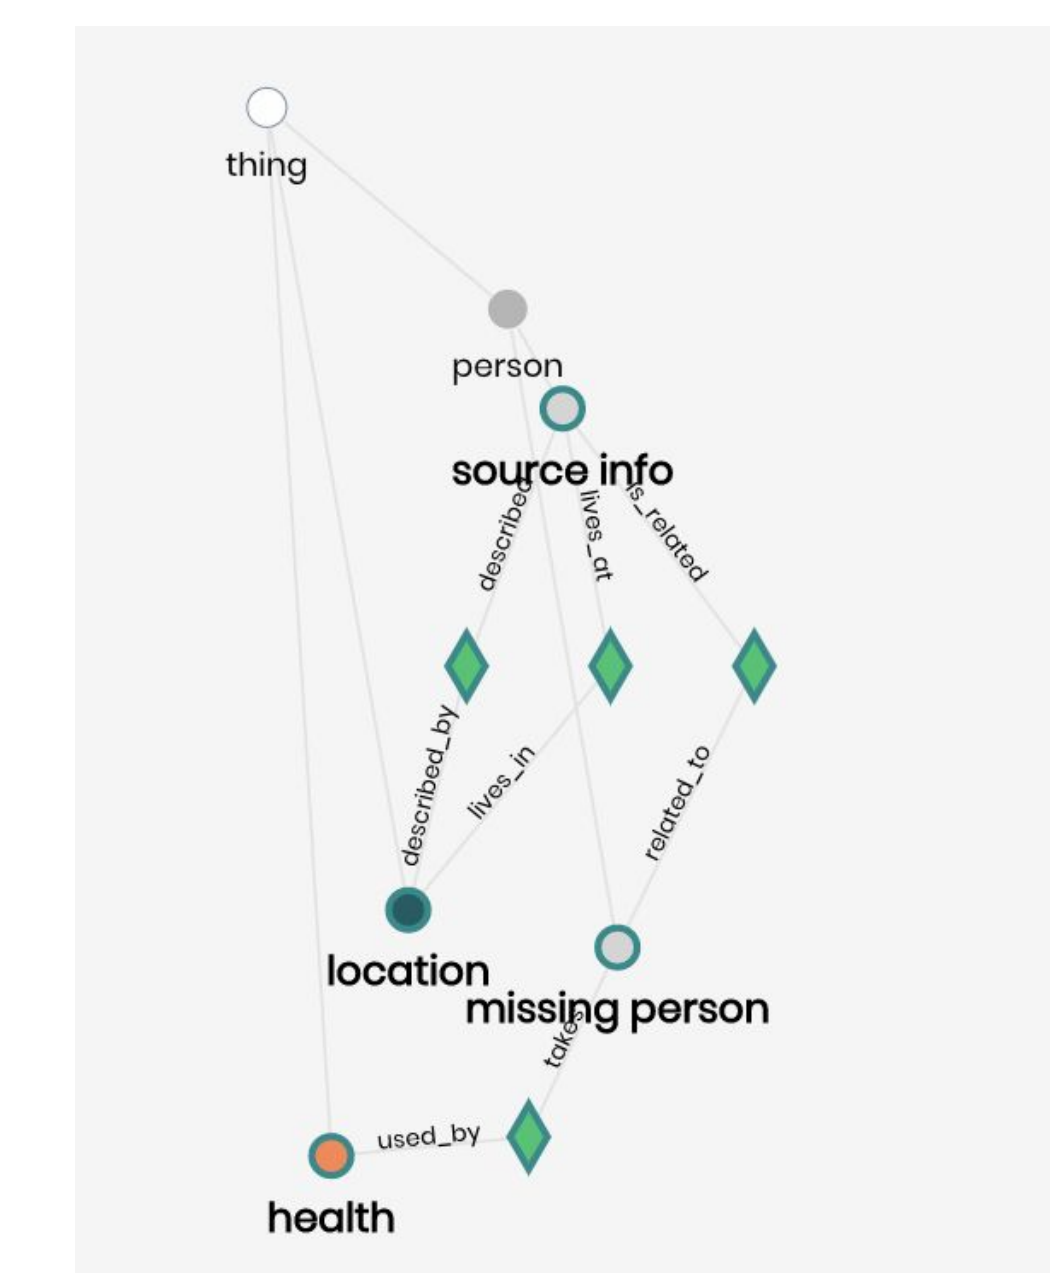 thing
person
source info
described
lives_at
is_related
described_by
lives_in
related_to
location
missing person
takes
used_by
health